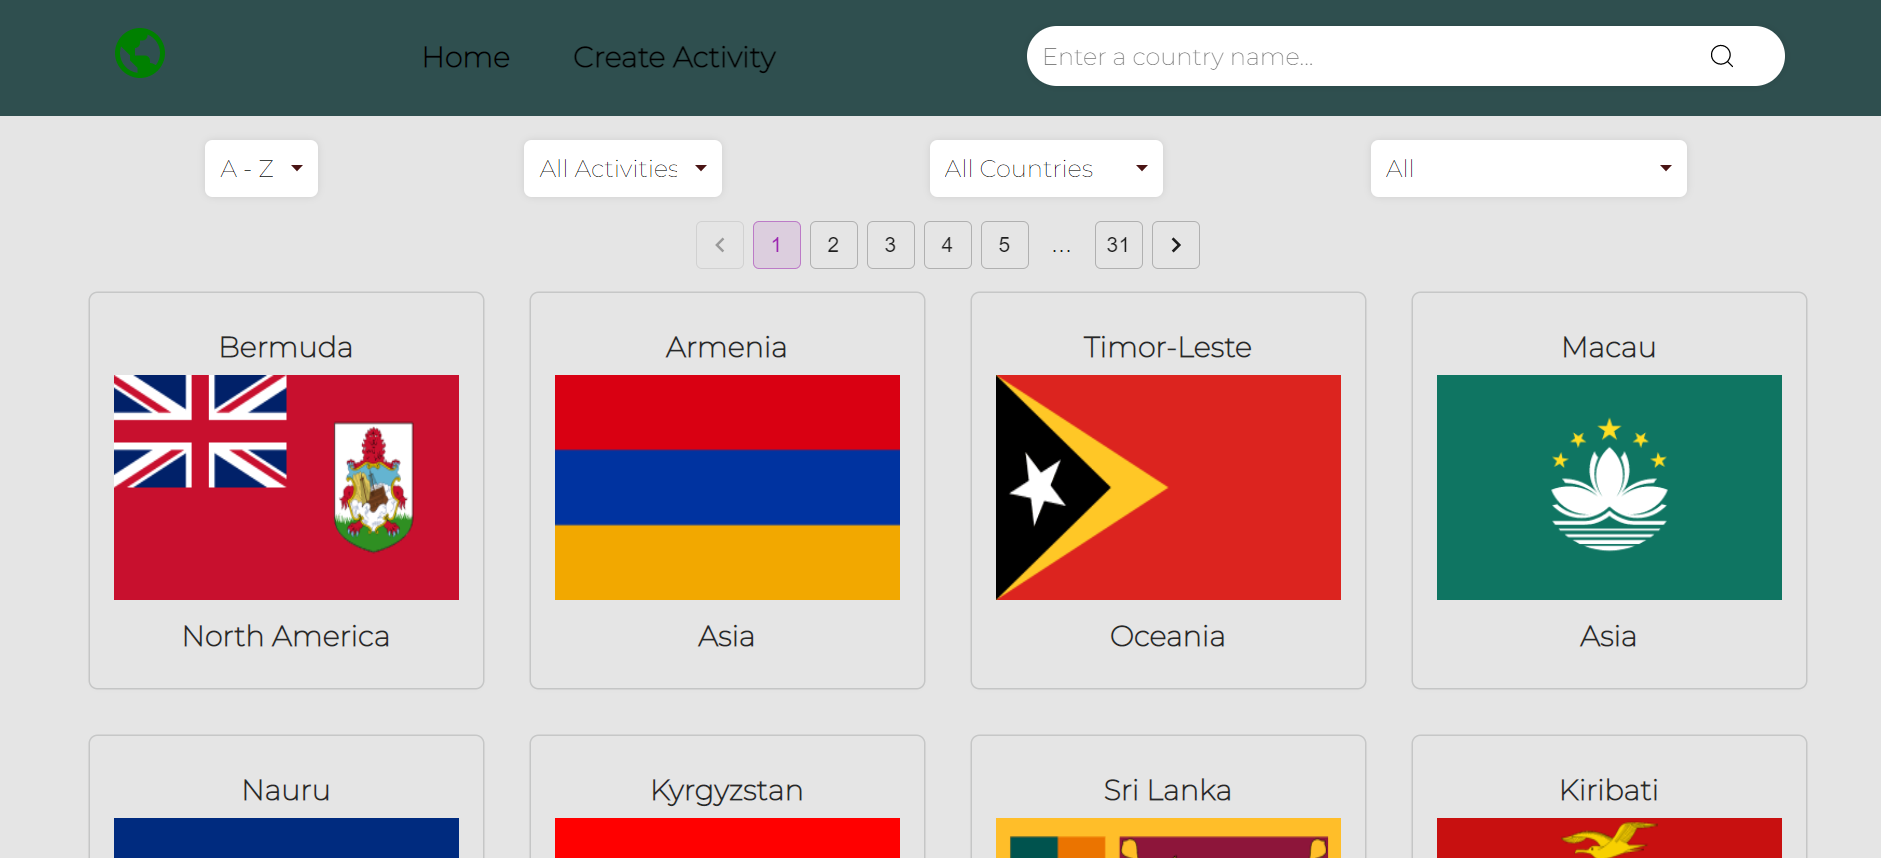 Home Create Activity Enter a country name...
A - Z All Activities All Countries All
1 2 3 4 5 ... 31
Bermuda Armenia Timor-Leste Macau
North America Asia Oceania Asia
Nauru Kyrgyzstan Sri Lanka Kiribati